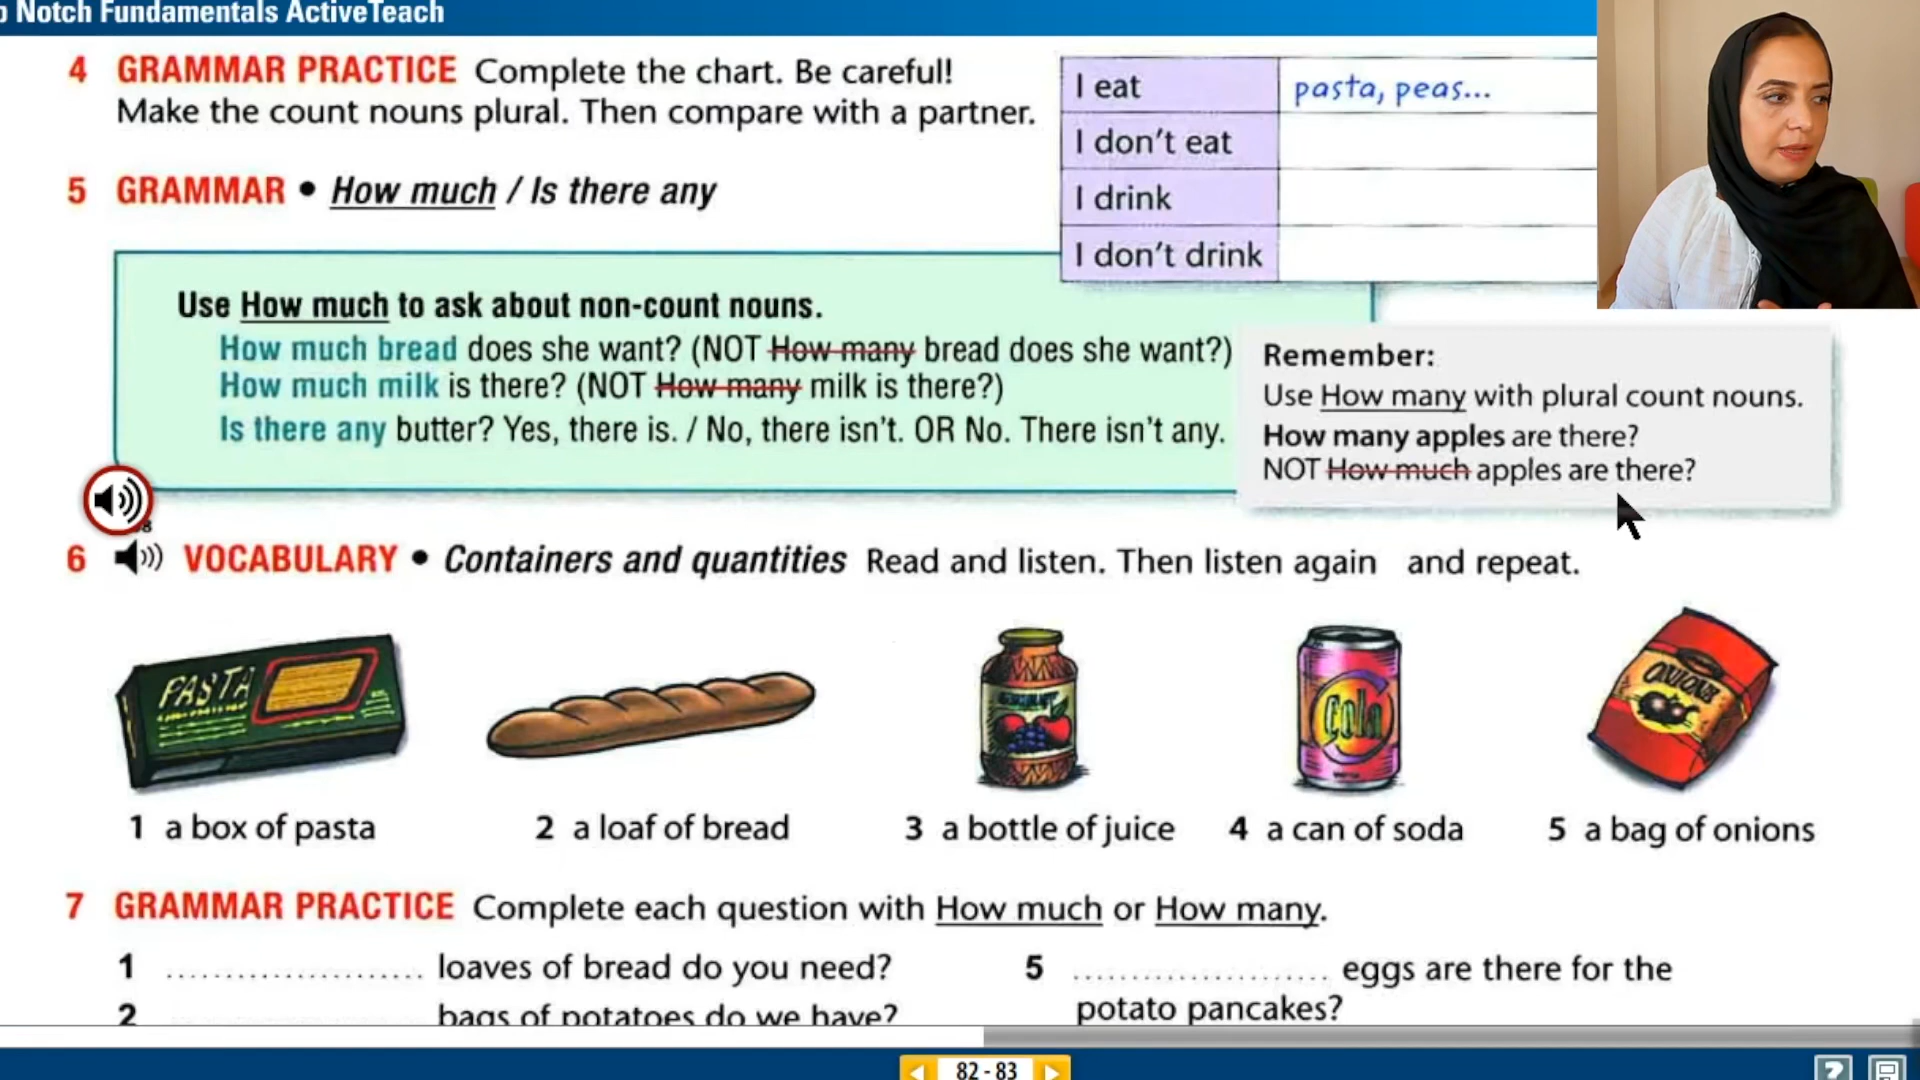 Notch Fundamentals ActiveTeach
4 GRAMMAR PRACTICE Complete the chart. Be careful!
Make the count nouns plural. Then compare with a partner.
I eat pasta, peas...
I don't eat
I drink
I don't drink
5 GRAMMAR • How much / Is there any
Use How much to ask about non-count nouns.
How much bread does she want? (NOT How many bread does she want?)
How much milk is there? (NOT How many milk is there?)
Is there any butter? Yes, there is. / No, there isn't. OR No. There isn't any.
Remember:
Use How many with plural count nouns.
How many apples are there?
NOT How much apples are there?
6 VOCABULARY • Containers and quantities Read and listen. Then listen again and repeat.
PASTA
Cola
ONIONS
1 a box of pasta
2 a loaf of bread
3 a bottle of juice
4 a can of soda
5 a bag of onions
7 GRAMMAR PRACTICE Complete each question with How much or How many.
1 ........................ loaves of bread do you need?
2 ........................ bags of potatoes do we have?
5 ........................ eggs are there for the
potato pancakes?
82 - 83
?